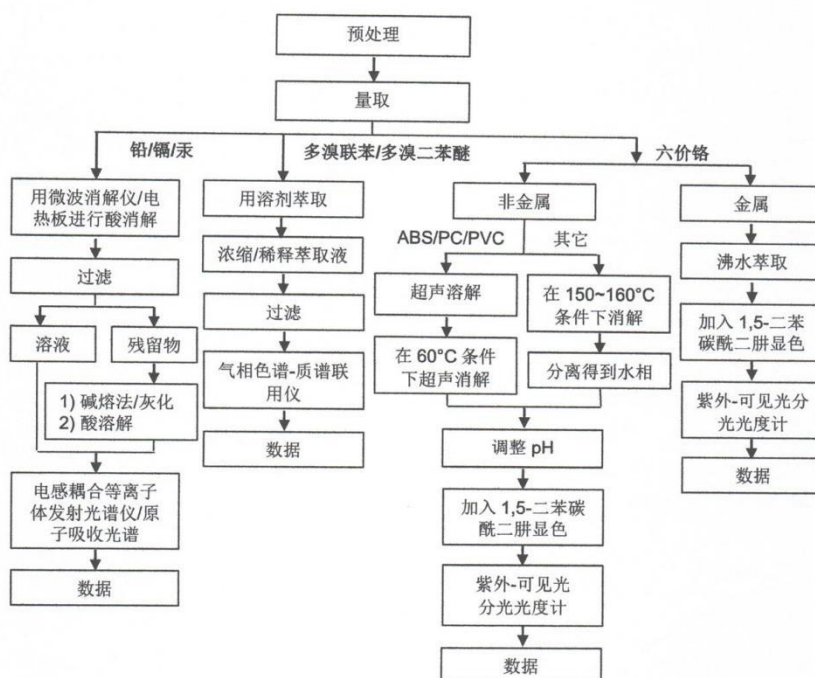 预处理
量取
铅/镉/汞
多溴联苯/多溴二苯醚
六价铬
用微波消解仪/电
热板进行酸消解
过滤
溶液
残留物
1) 碱熔法/灰化
2) 酸溶解
电感耦合等离子
体发射光谱仪/原
子吸收光谱
数据
用溶剂萃取
浓缩/稀释萃取液
过滤
气相色谱-质谱联
用仪
数据
非金属
ABS/PC/PVC
其它
超声溶解
在 60°C 条件
下超声消解
在 150~160°C
条件下消解
分离得到水相
调整 pH
加入 1,5-二苯碳
酰二肼显色
紫外-可见光
分光光度计
数据
金属
沸水萃取
加入 1,5-二苯
碳酰二肼显色
紫外-可见光分
光光度计
数据